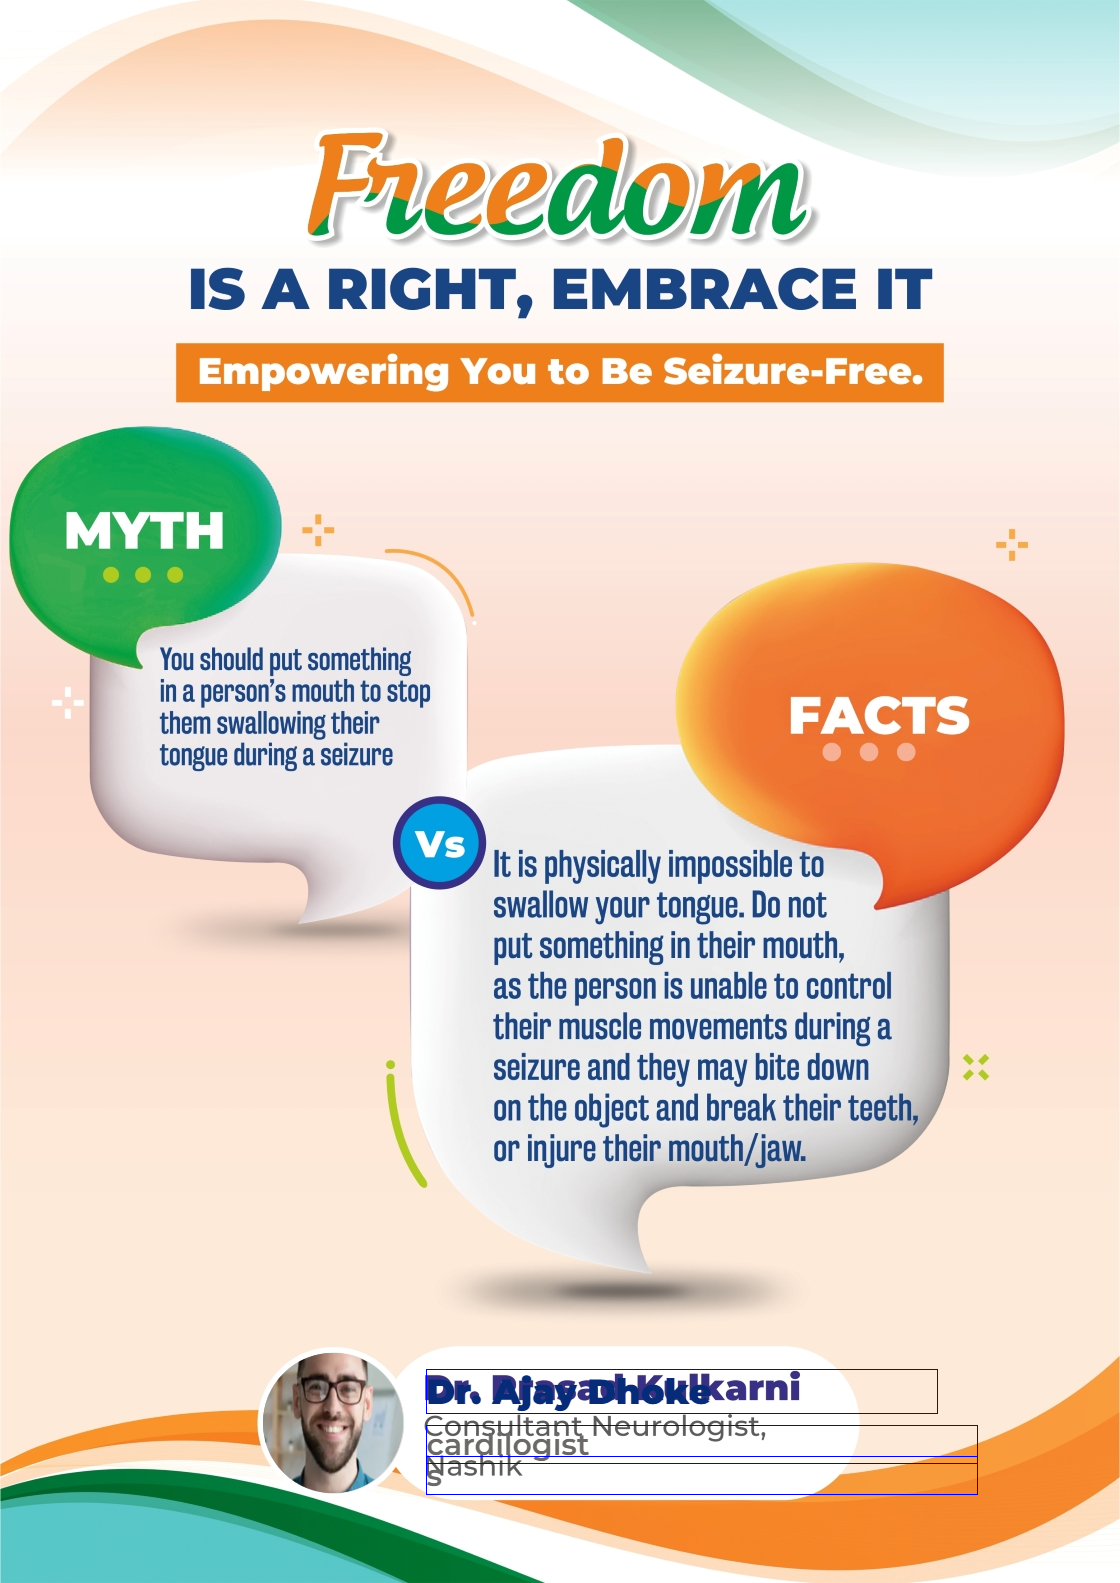 Freedom
IS A RIGHT, EMBRACE IT
Empowering You to Be Seizure-Free.
MYTH
You should put something
in a person's mouth to stop
them swallowing their
tongue during a seizure
FACTS
Vs
It is physically impossible to
swallow your tongue. Do not
put something in their mouth,
as the person is unable to control
their muscle movements during a
seizure and they may bite down
on the object and break their teeth,
or injure their mouth/jaw.
Dr. Prasad Kulkarni
Dr. Ajay Dhoke
Consultant Neurologist,
cardilogist
Nashik
s